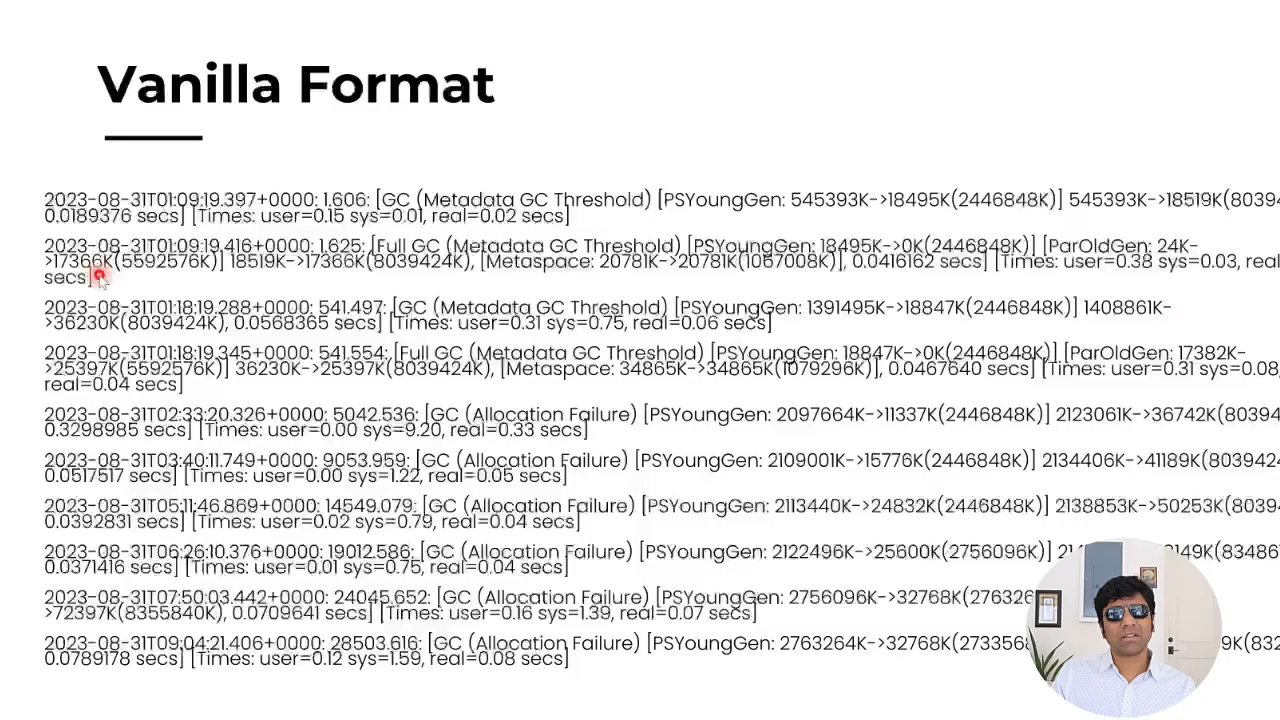 Vanilla Format
2023-08-31T01:09:19.397+0000: 1.606: [GC (Metadata GC Threshold) [PSYoungGen: 545393K->18495K(2446848K)] 545393K->18519K(8039
0.0189376 secs] [Times: user=0.15 sys=0.01, real=0.02 secs]
2023-08-31T01:09:19.416+0000: 1.625: [Full GC (Metadata GC Threshold) [PSYoungGen: 18495K->0K(2446848K)] [ParOldGen: 24K-
>17366K(5592576K)] 18519K->17366K(8039424K), [Metaspace: 20781K->20781K(1067008K)], 0.0416162 secs] [Times: user=0.38 sys=0.03, real
secs]
2023-08-31T01:18:19.288+0000: 541.497: [GC (Metadata GC Threshold) [PSYoungGen: 1391495K->18847K(2446848K)] 1408861K-
>36230K(8039424K), 0.0568365 secs] [Times: user=0.31 sys=0.75, real=0.06 secs]
2023-08-31T01:18:19.345+0000: 541.554: [Full GC (Metadata GC Threshold) [PSYoungGen: 18847K->0K(2446848K)] [ParOldGen: 17382K-
>25397K(5592576K)] 36230K->25397K(8039424K), [Metaspace: 34865K->34865K(1079296K)], 0.0467640 secs] [Times: user=0.31 sys=0.08,
real=0.04 secs]
2023-08-31T02:33:20.326+0000: 5042.536: [GC (Allocation Failure) [PSYoungGen: 2097664K->11337K(2446848K)] 2123061K->36742K(8039
0.3298985 secs] [Times: user=0.00 sys=9.20, real=0.33 secs]
2023-08-31T03:40:11.749+0000: 9053.959: [GC (Allocation Failure) [PSYoungGen: 2109001K->15776K(2446848K)] 2134406K->41189K(803942
0.0517517 secs] [Times: user=0.00 sys=1.22, real=0.05 secs]
2023-08-31T05:11:46.869+0000: 14549.079: [GC (Allocation Failure) [PSYoungGen: 2113440K->24832K(2446848K)] 2138853K->50253K(8039
0.0392831 secs] [Times: user=0.02 sys=0.79, real=0.04 secs]
2023-08-31T06:26:10.376+0000: 19012.586: [GC (Allocation Failure) [PSYoungGen: 2122496K->25600K(2756096K)] 21 3149K(83486
0.0371416 secs] [Times: user=0.01 sys=0.75, real=0.04 secs]
2023-08-31T07:50:03.442+0000: 24045.652: [GC (Allocation Failure) [PSYoungGen: 2756096K->32768K(276326
>72397K(8355840K), 0.0709641 secs] [Times: user=0.16 sys=1.39, real=0.07 secs]
2023-08-31T09:04:21.406+0000: 28503.616: [GC (Allocation Failure) [PSYoungGen: 2763264K->32768K(273356 9K(832
0.0789178 secs] [Times: user=0.12 sys=1.59, real=0.08 secs]